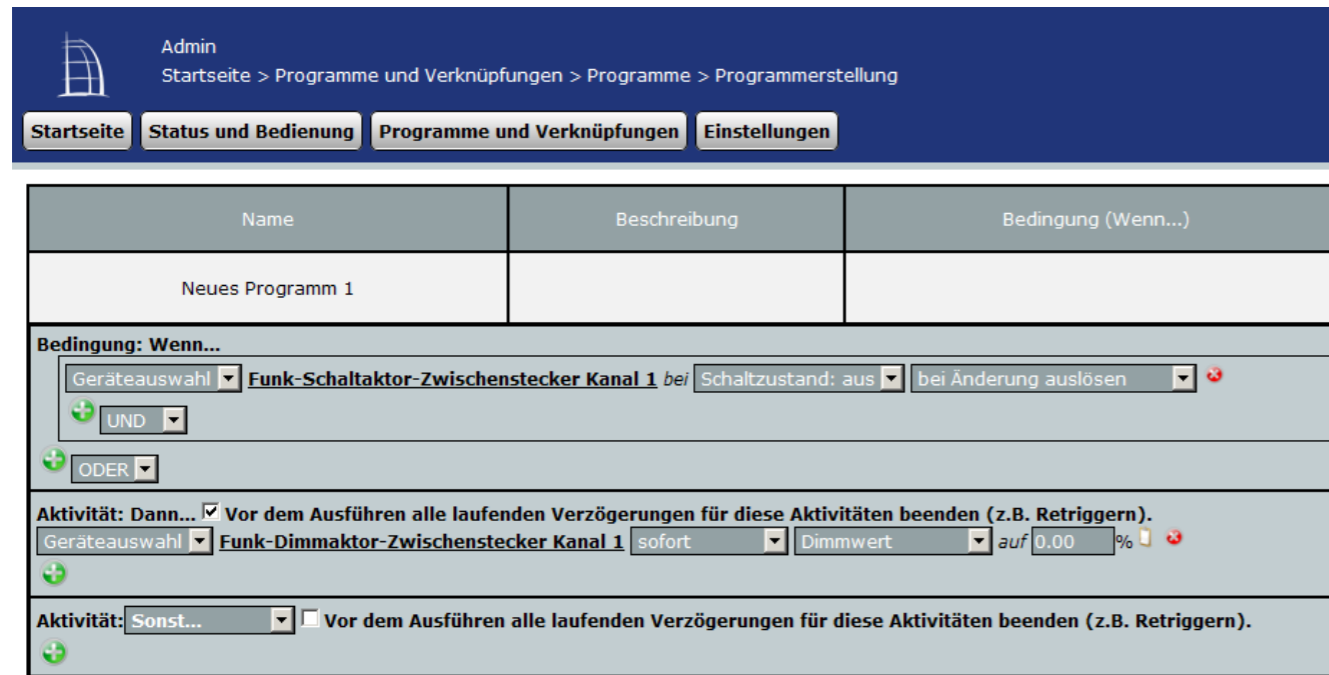 Admin
Startseite > Programme und Verknüpfungen > Programme > Programmerstellung
Startseite Status und Bedienung Programme und Verknüpfungen Einstellungen
Name Beschreibung Bedingung (Wenn...)
Neues Programm 1
Bedingung: Wenn...
Geräteauswahl Funk-Schaltaktor-Zwischenstecker Kanal 1 bei Schaltzustand: aus bei Änderung auslösen
UND
ODER
Aktivität: Dann... Vor dem Ausführen alle laufenden Verzögerungen für diese Aktivitäten beenden (z.B. Retriggern).
Geräteauswahl Funk-Dimmaktor-Zwischenstecker Kanal 1 sofort Dimmwert auf 0.00 %
Aktivität: Sonst... Vor dem Ausführen alle laufenden Verzögerungen für diese Aktivitäten beenden (z.B. Retriggern).